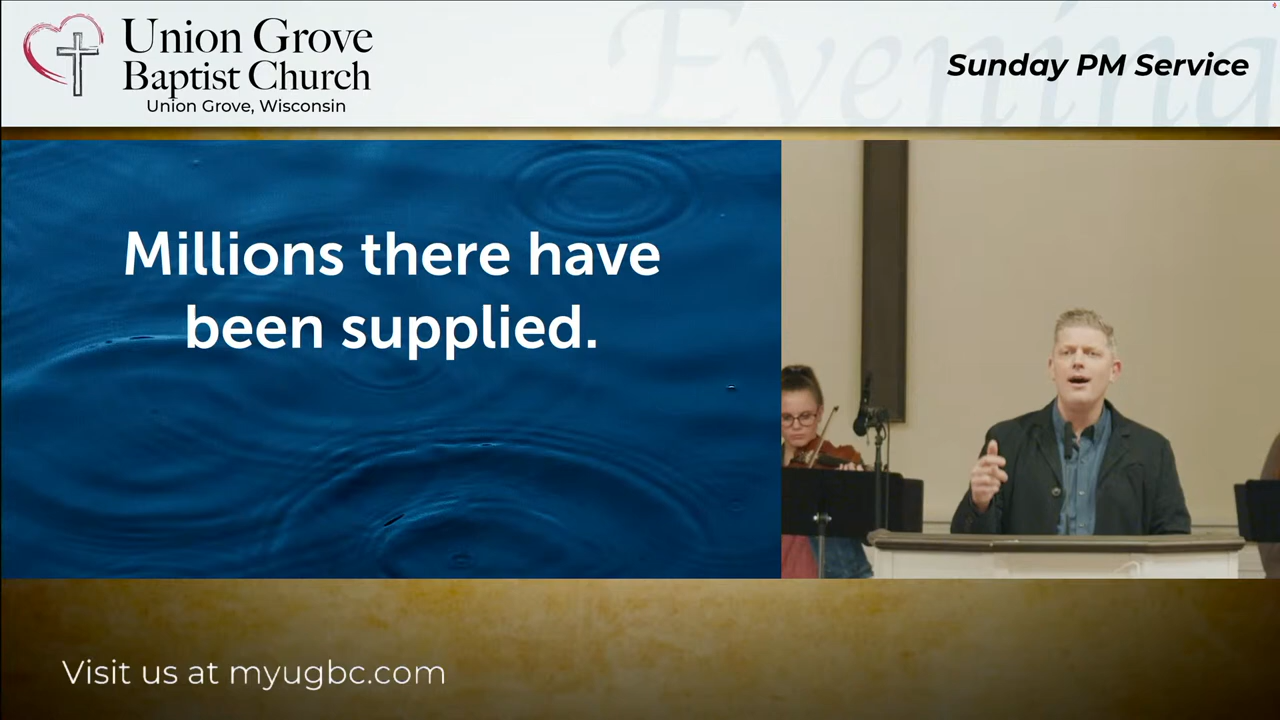 Union Grove
Baptist Church
Union Grove, Wisconsin
Evening
Sunday PM Service
Millions there have
been supplied.
Visit us at myugbc.com